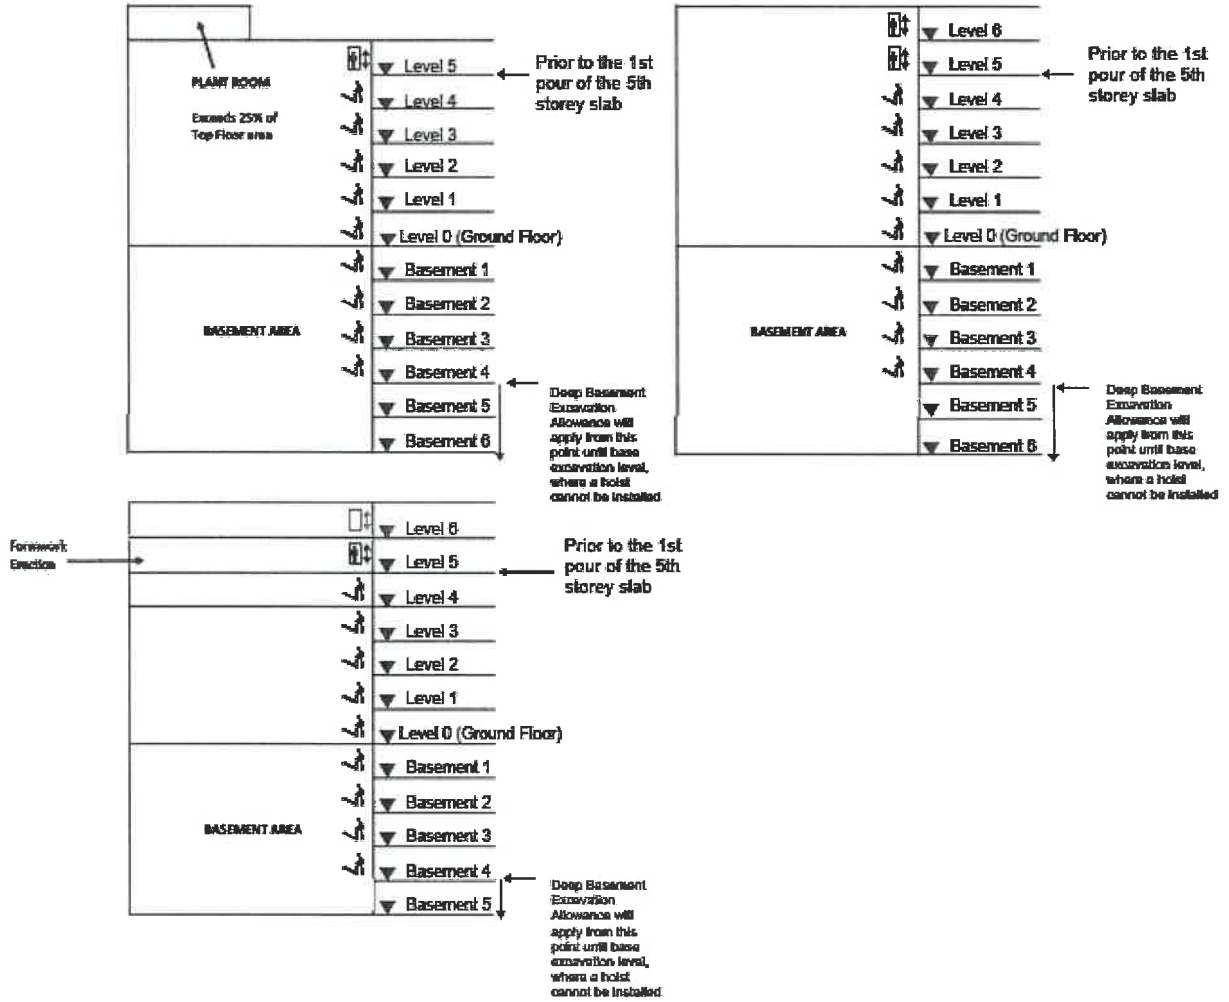 PLANT ROOM
Exceeds 25% of
Top Floor area
Level 5
Level 4
Level 3
Level 2
Level 1
Level 0 (Ground Floor)
Basement 1
Basement 2
Basement 3
Basement 4
Basement 5
Basement 6
BASEMENT AREA
Prior to the 1st
pour of the 5th
storey slab
Deep Basement
Excavation
Allowance will
apply from this
point until base
excavation level,
where a hoist
cannot be installed
Level 6
Level 5
Level 4
Level 3
Level 2
Level 1
Level 0 (Ground Floor)
Basement 1
Basement 2
Basement 3
Basement 4
Basement 5
Basement 6
BASEMENT AREA
Prior to the 1st
pour of the 5th
storey slab
Deep Basement
Excavation
Allowance will
apply from this
point until base
excavation level,
where a hoist
cannot be installed
Formwork
Erection
Level 6
Level 5
Level 4
Level 3
Level 2
Level 1
Level 0 (Ground Floor)
Basement 1
Basement 2
Basement 3
Basement 4
Basement 5
BASEMENT AREA
Prior to the 1st
pour of the 5th
storey slab
Deep Basement
Excavation
Allowance will
apply from this
point until base
excavation level,
where a hoist
cannot be installed